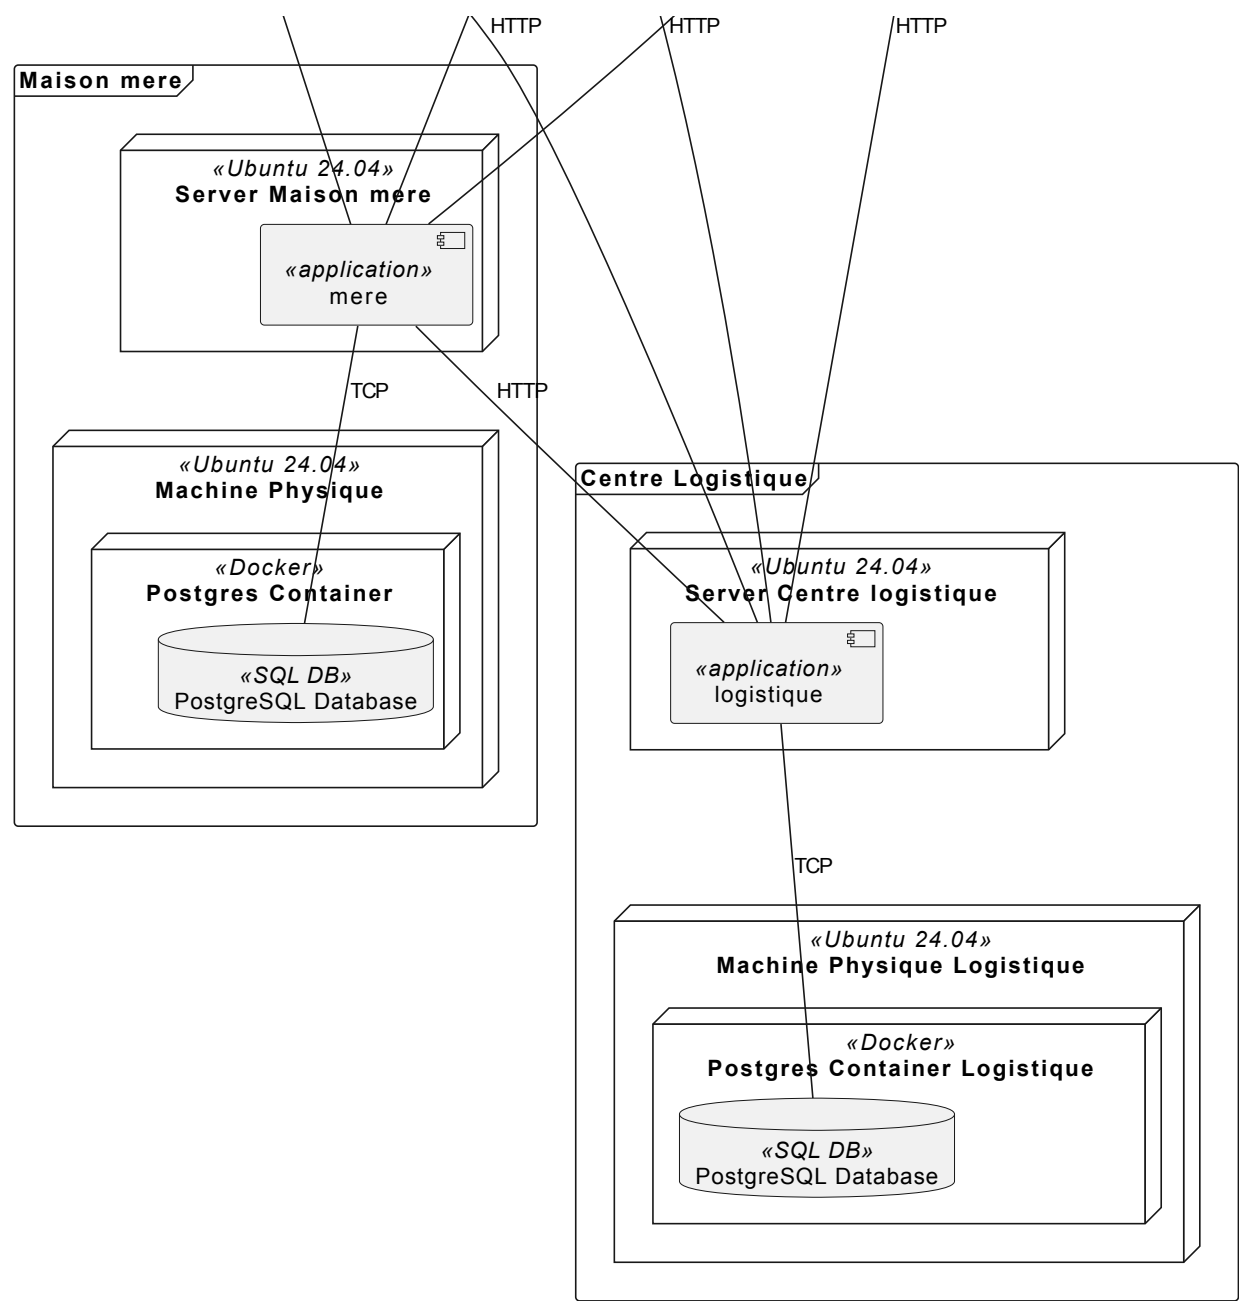 HTTP
HTTP
HTTP
Maison mere
«Ubuntu 24.04»
Server Maison mere
«application»
mere
TCP
HTTP
«Ubuntu 24.04»
Machine Physique
«Docker»
Postgres Container
«SQL DB»
PostgreSQL Database
Centre Logistique
«Ubuntu 24.04»
Server Centre logistique
«application»
logistique
TCP
«Ubuntu 24.04»
Machine Physique Logistique
«Docker»
Postgres Container Logistique
«SQL DB»
PostgreSQL Database